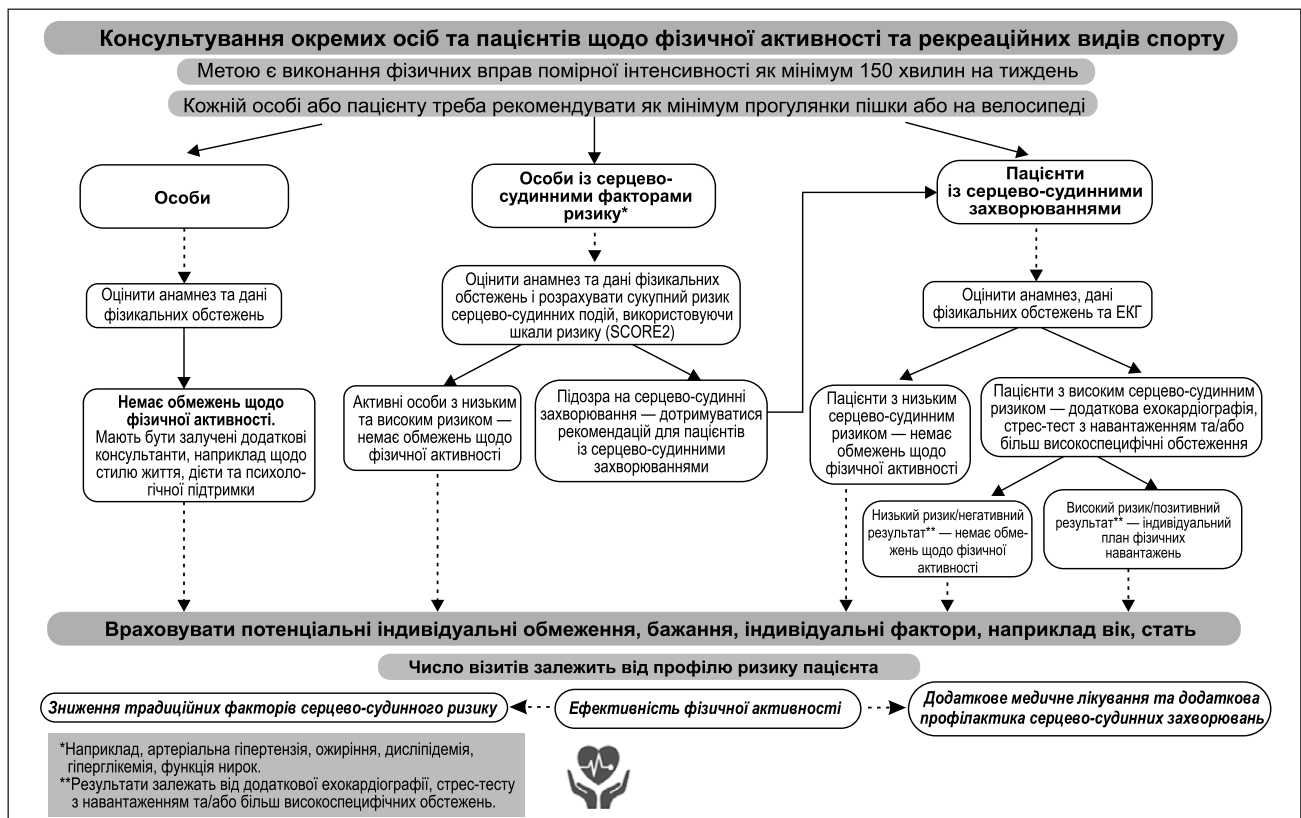 Консультування окремих осіб та пацієнтів щодо фізичної активності та рекреаційних видів спорту
Метою є виконання фізичних вправ помірної інтенсивності як мінімум 150 хвилин на тиждень
Кожній особі або пацієнту треба рекомендувати як мінімум прогулянки пішки або на велосипеді
Особи
Оцінити анамнез та дані
фізикальних обстежень
Немає обмежень щодо
фізичної активності.
Мають бути залучені додаткові
консультанти, наприклад щодо
стилю життя, дієти та психоло-
гічної підтримки
Особи із серцево-
судинними факторами
ризику*
Оцінити анамнез та дані фізикальних
обстежень і розрахувати сукупний ризик
серцево-судинних подій, використовуючи
шкали ризику (SCORE2)
Активні особи з низьким
та високим ризиком —
немає обмежень щодо
фізичної активності
Підозра на серцево-судинні
захворювання — дотримуватися
рекомендацій для пацієнтів
із серцево-судинними
захворюваннями
Пацієнти
із серцево-судинними
захворюваннями
Оцінити анамнез, дані
фізикальних обстежень та ЕКГ
Пацієнти з низьким
серцево-судинним
ризиком — немає
обмежень щодо
фізичної активності
Пацієнти з високим серцево-судинним
ризиком — додаткова ехокардіографія,
стрес-тест з навантаженням та/або
більш високоспецифічні обстеження
Низький ризик/негативний
результат** — немає обме-
жень щодо фізичної
активності
Високий ризик/позитивний
результат** — індивідуальний
план фізичних
навантажень
Враховувати потенціальні індивідуальні обмеження, бажання, індивідуальні фактори, наприклад вік, стать
Число візитів залежить від профілю ризику пацієнта
Зниження традиційних факторів серцево-судинного ризику
Ефективність фізичної активності
Додаткове медичне лікування та додаткова
профілактика серцево-судинних захворювань
*Наприклад, артеріальна гіпертензія, ожиріння, дисліпідемія,
гіперглікемія, функція нирок.
**Результати залежать від додаткової ехокардіографії, стрес-тесту
з навантаженням та/або більш високоспецифічних обстежень.